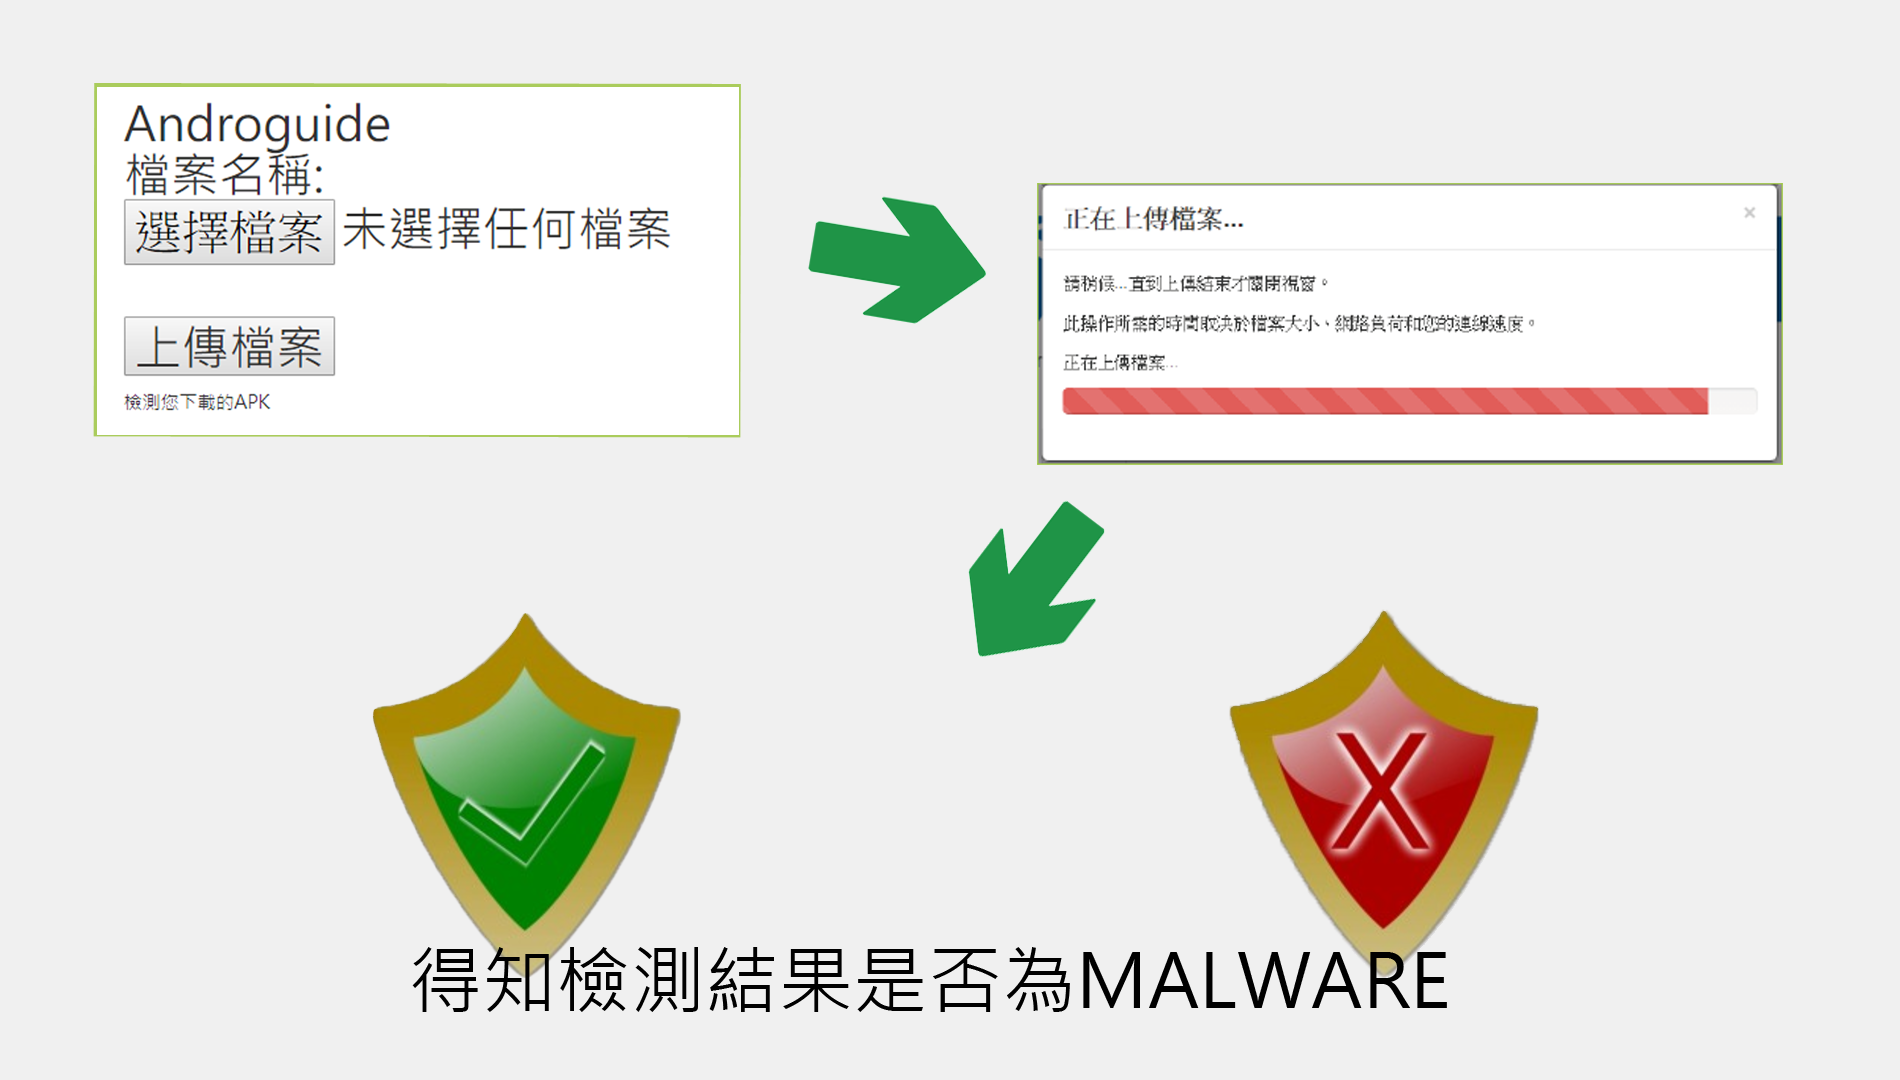 Androguide
檔案名稱:
選擇檔案 未選擇任何檔案
上傳檔案
檢測您下載的APK
正在上傳檔案...
×
請稍候...直到上傳結束才關閉視窗。
此操作所需的時間取決於檔案大小、網路負荷和您的連線速度。
正在上傳檔案...
X
得知檢測結果是否為MALWARE